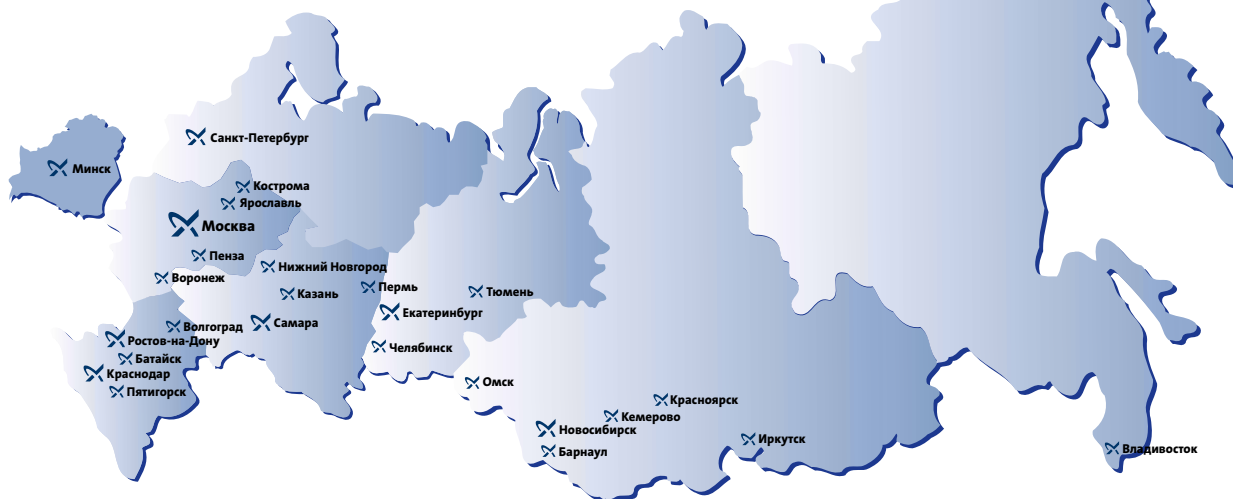 Санкт-Петербург
Минск
Кострома
Ярославль
Москва
Пенза
Нижний Новгород
Воронеж
Пермь
Казань
Тюмень
Екатеринбург
Самара
Волгоград
Ростов-на-Дону
Челябинск
Батайск
Краснодар
Омск
Пятигорск
Красноярск
Кемерово
Новосибирск
Иркутск
Барнаул
Владивосток